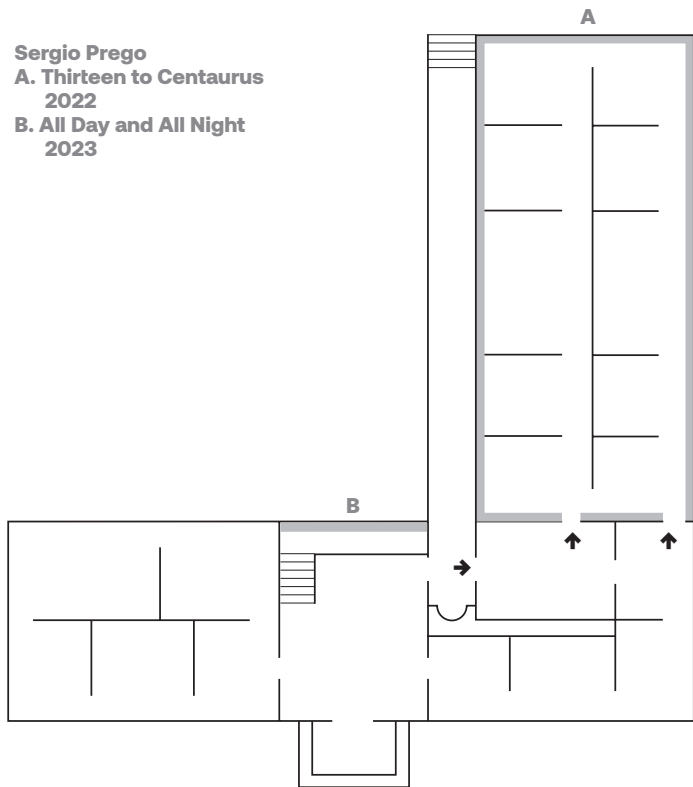 A
Sergio Prego
A. Thirteen to Centaurus
2022
B. All Day and All Night
2023
B